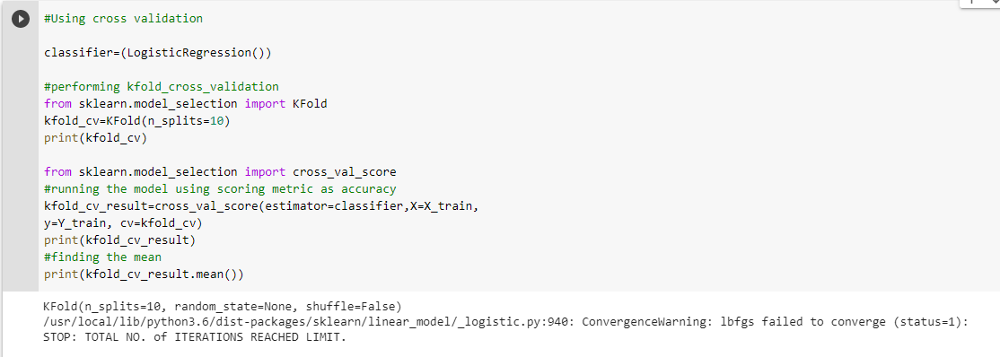 #Using cross validation
classifier=(LogisticRegression())
#performing kfold_cross_validation
from sklearn.model_selection import KFold
kfold_cv=KFold(n_splits=10)
print(kfold_cv)
from sklearn.model_selection import cross_val_score
#running the model using scoring metric as accuracy
kfold_cv_result=cross_val_score(estimator=classifier,X=X_train,
y=Y_train, cv=kfold_cv)
print(kfold_cv_result)
#finding the mean
print(kfold_cv_result.mean())
KFold(n_splits=10, random_state=None, shuffle=False)
/usr/local/lib/python3.6/dist-packages/sklearn/linear_model/_logistic.py:940: ConvergenceWarning: lbfgs failed to converge (status=1):
STOP: TOTAL NO. of ITERATIONS REACHED LIMIT.